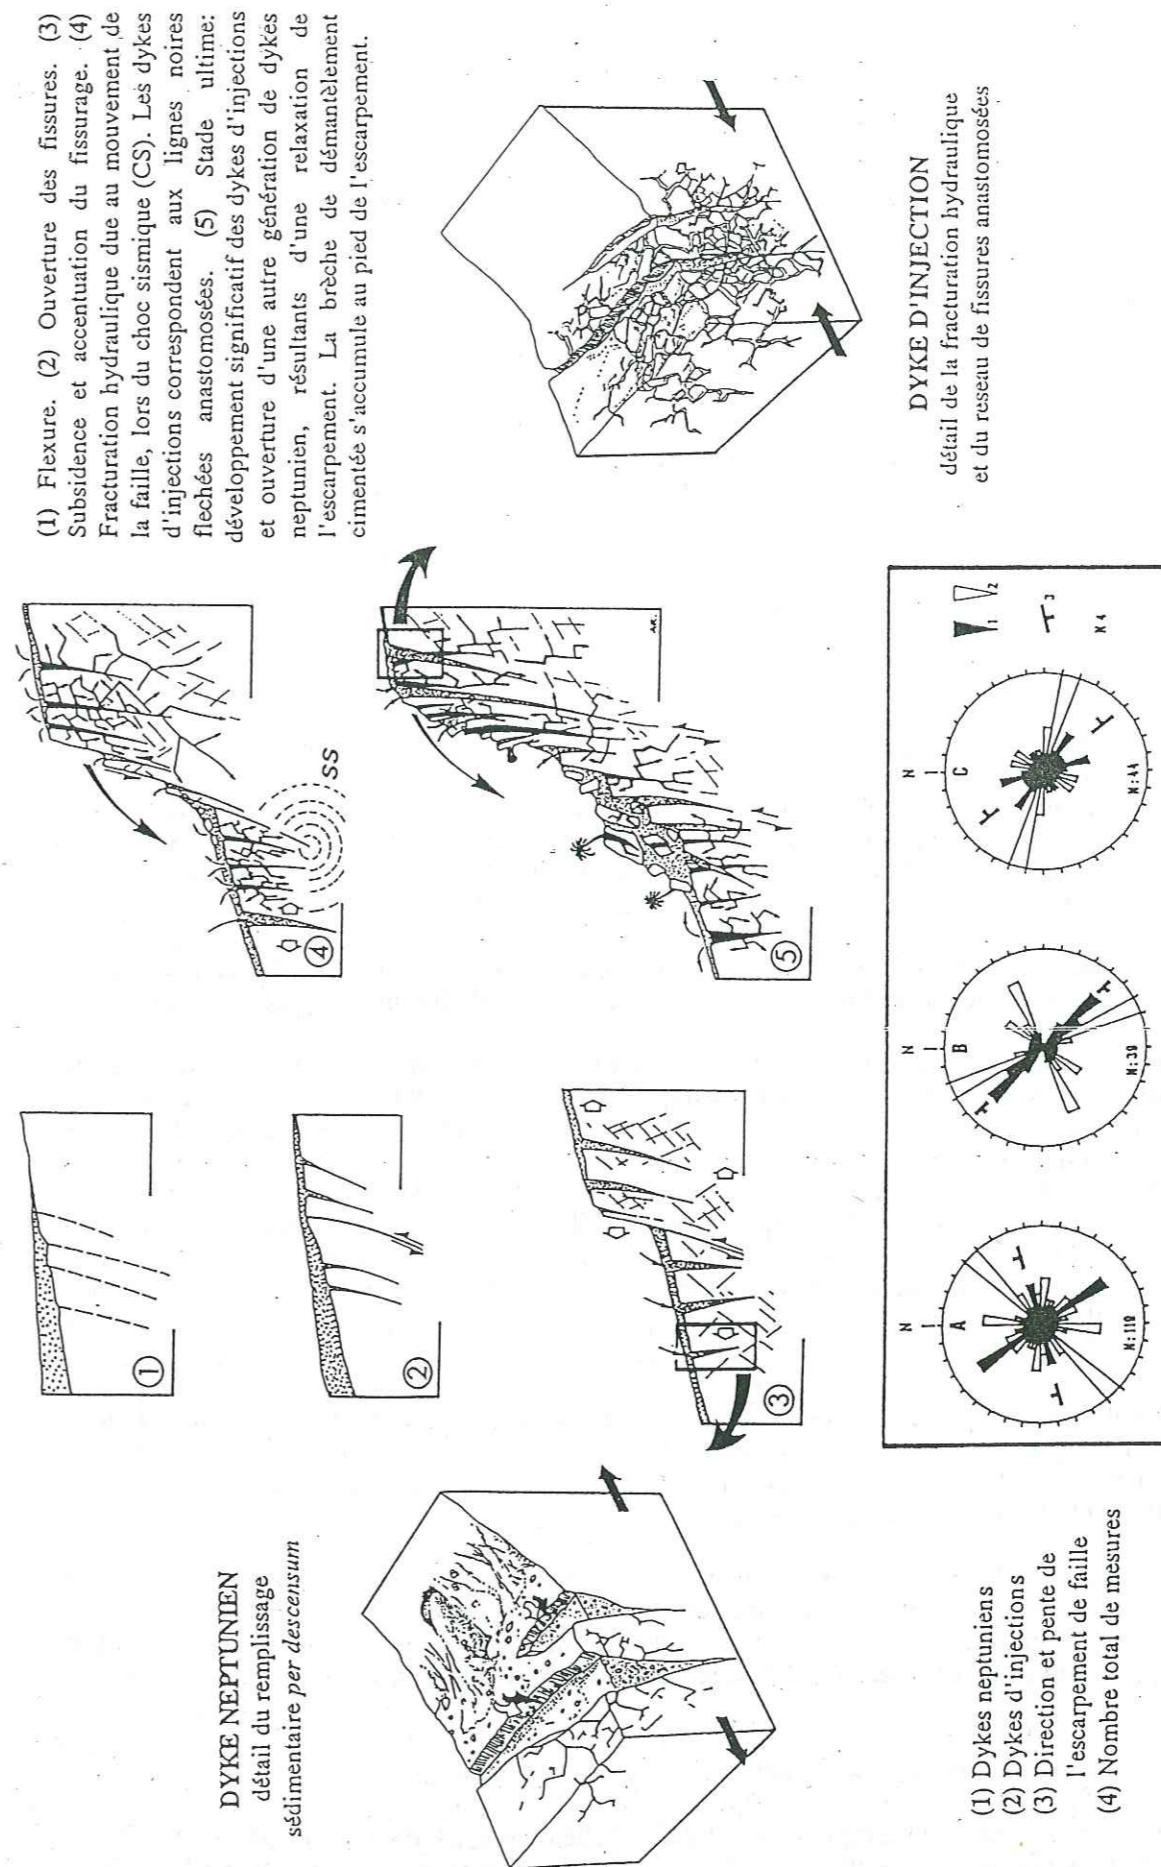 DYKE NEPTUNIEN
détail du remplissage
sédimentaire per descensum
1
2
3
4
SS
5
A.R.
(1) Flexure. (2) Ouverture des fissures. (3)
Subsidence et accentuation du fissurage. (4)
Fracturation hydraulique due au mouvement de
la faille, lors du choc sismique (CS). Les dykes
d'injections correspondent aux lignes noires
flechées anastomosées. (5) Stade ultime:
développement significatif des dykes d'injections
et ouverture d'une autre génération de dykes
neptunien, résultants d'une relaxation de
l'escarpement. La brèche de démantèlement
cimentée s'accumule au pied de l'escarpement.
DYKE D'INJECTION
détail de la fracturation hydraulique
et du reseau de fissures anastomosées
(1) Dykes neptuniens
(2) Dykes d'injections
(3) Direction et pente de
l'escarpement de faille
(4) Nombre total de mesures
N
A
N:112
N
B
N:39
N
C
N:44
1
2
3
N 4